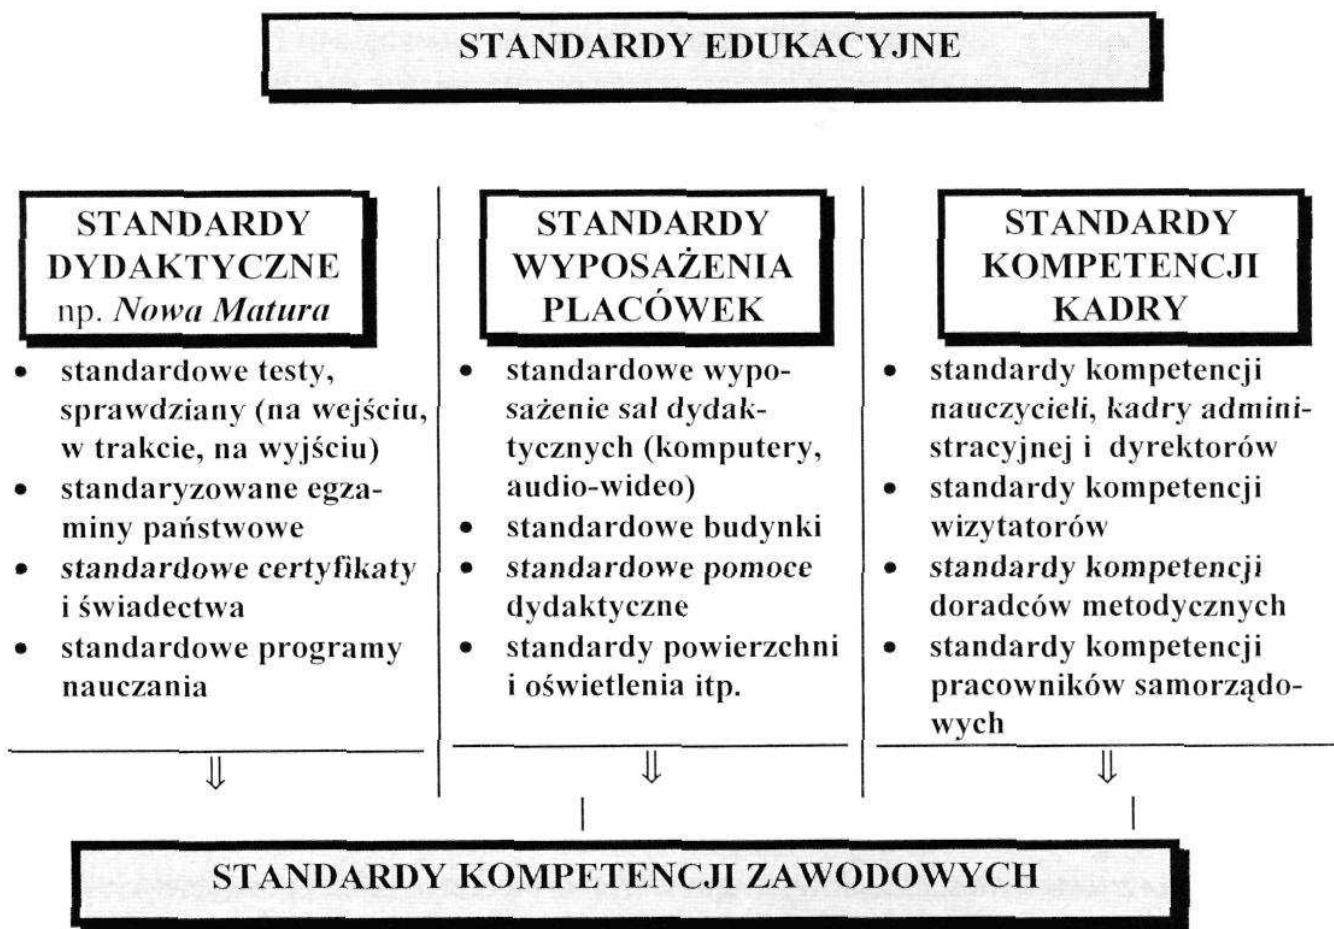 STANDARDY EDUKACYJNE
STANDARDY
DYDAKTYCZNE
np. Nowa Matura
• standardowe testy,
sprawdziany (na wejściu,
w trakcie, na wyjściu)
• standaryzowane egza-
miny państwowe
• standardowe certyfikaty
i świadectwa
• standardowe programy
nauczania
⇓
STANDARDY
WYPOSAŻENIA
PLACÓWEK
• standardowe wypo-
sażenie sal dydak-
tycznych (komputery,
audio-wideo)
• standardowe budynki
• standardowe pomoce
dydaktyczne
• standardy powierzchni
i oświetlenia itp.
⇓
STANDARDY
KOMPETENCJI
KADRY
• standardy kompetencji
nauczycieli, kadry admini-
stracyjnej i dyrektorów
• standardy kompetencji
wizytatorów
• standardy kompetencji
doradców metodycznych
• standardy kompetencji
pracowników samorządo-
wych
⇓
STANDARDY KOMPETENCJI ZAWODOWYCH